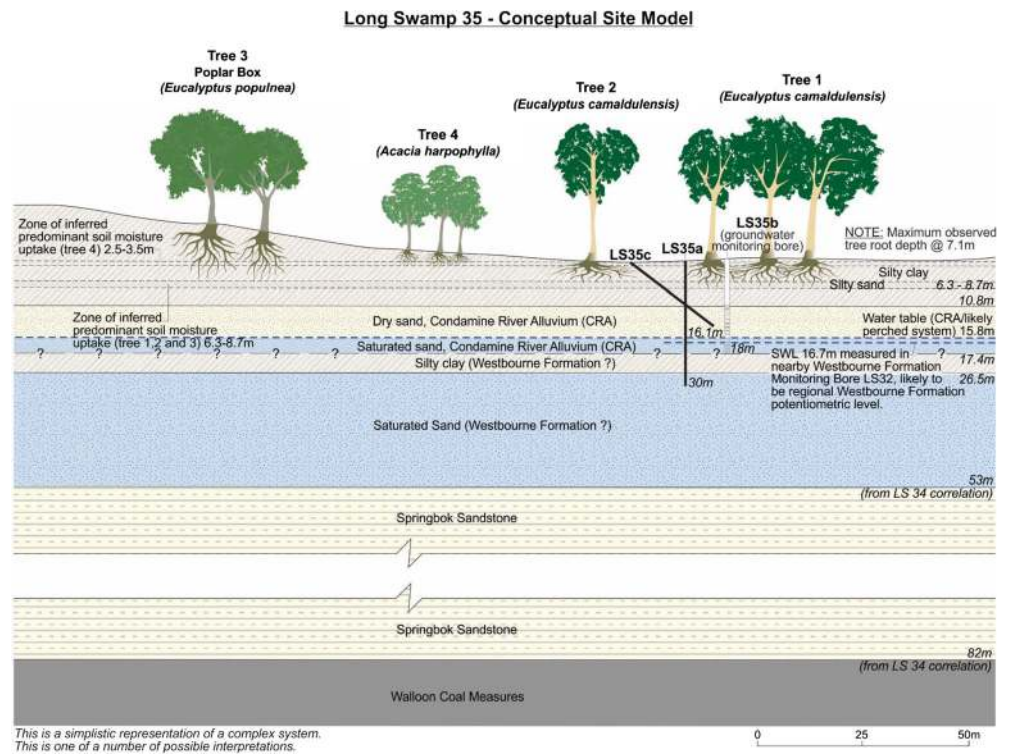 Long Swamp 35 - Conceptual Site Model
Tree 3
Poplar Box
(Eucalyptus populnea)
Tree 4
(Acacia harpophylla)
Tree 2
(Eucalyptus camaldulensis)
Tree 1
(Eucalyptus camaldulensis)
Zone of inferred
predominant soil moisture
uptake (tree 4) 2.5-3.5m
LS35c
LS35a
LS35b
(groundwater
monitoring bore)
NOTE: Maximum observed
tree root depth @ 7.1m
Silty clay
Silty sand
6.3 - 8.7m
10.8m
Zone of inferred
predominant soil moisture
uptake (tree 1,2 and 3) 6.3-8.7m
Dry sand, Condamine River Alluvium (CRA)
16.1m
Water table (CRA/likely
perched system) 15.8m
? ? ? ? ? ? ? ?
Saturated sand, Condamine River Alluvium (CRA)
18m
17.4m
Silty clay (Westbourne Formation ?)
30m
SWL 16.7m measured in
nearby Westbourne Formation
Monitoring Bore LS32, likely to
be regional Westbourne Formation
potentiometric level.
26.5m
Saturated Sand (Westbourne Formation ?)
53m
(from LS 34 correlation)
Springbok Sandstone
Springbok Sandstone
82m
(from LS 34 correlation)
Walloon Coal Measures
This is a simplistic representation of a complex system.
This is one of a number of possible interpretations.
0 25 50m